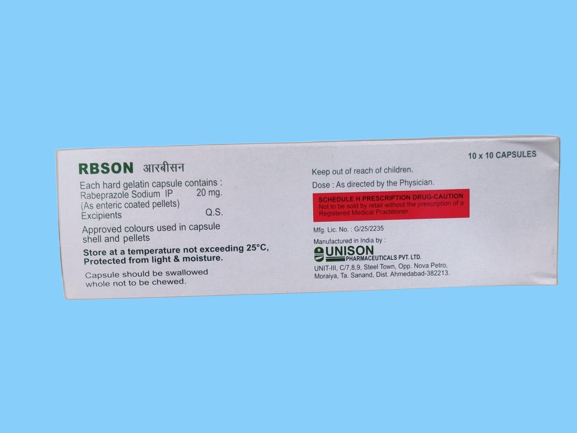 RBSON आरबीसन
Each hard gelatin capsule contains :
Rabeprazole Sodium IP 20 mg.
(As enteric coated pellets)
Excipients Q.S.
Approved colours used in capsule
shell and pellets
Store at a temperature not exceeding 25°C,
Protected from light & moisture.
Capsule should be swallowed
whole not to be chewed.
10 x 10 CAPSULES
Keep out of reach of children.
Dose : As directed by the Physician.
SCHEDULE H PRESCRIPTION DRUG-CAUTION
Not to be sold by retail without the prescription of a
Registered Medical Practitioner.
Mfg. Lic. No. : G/25/2235
Manufactured in India by :
UNISON
PHARMACEUTICALS PVT. LTD.
UNIT-III, C/7,8,9, Steel Town, Opp. Nova Petro,
Moraiya, Ta. Sanand, Dist. Ahmedabad-382213.